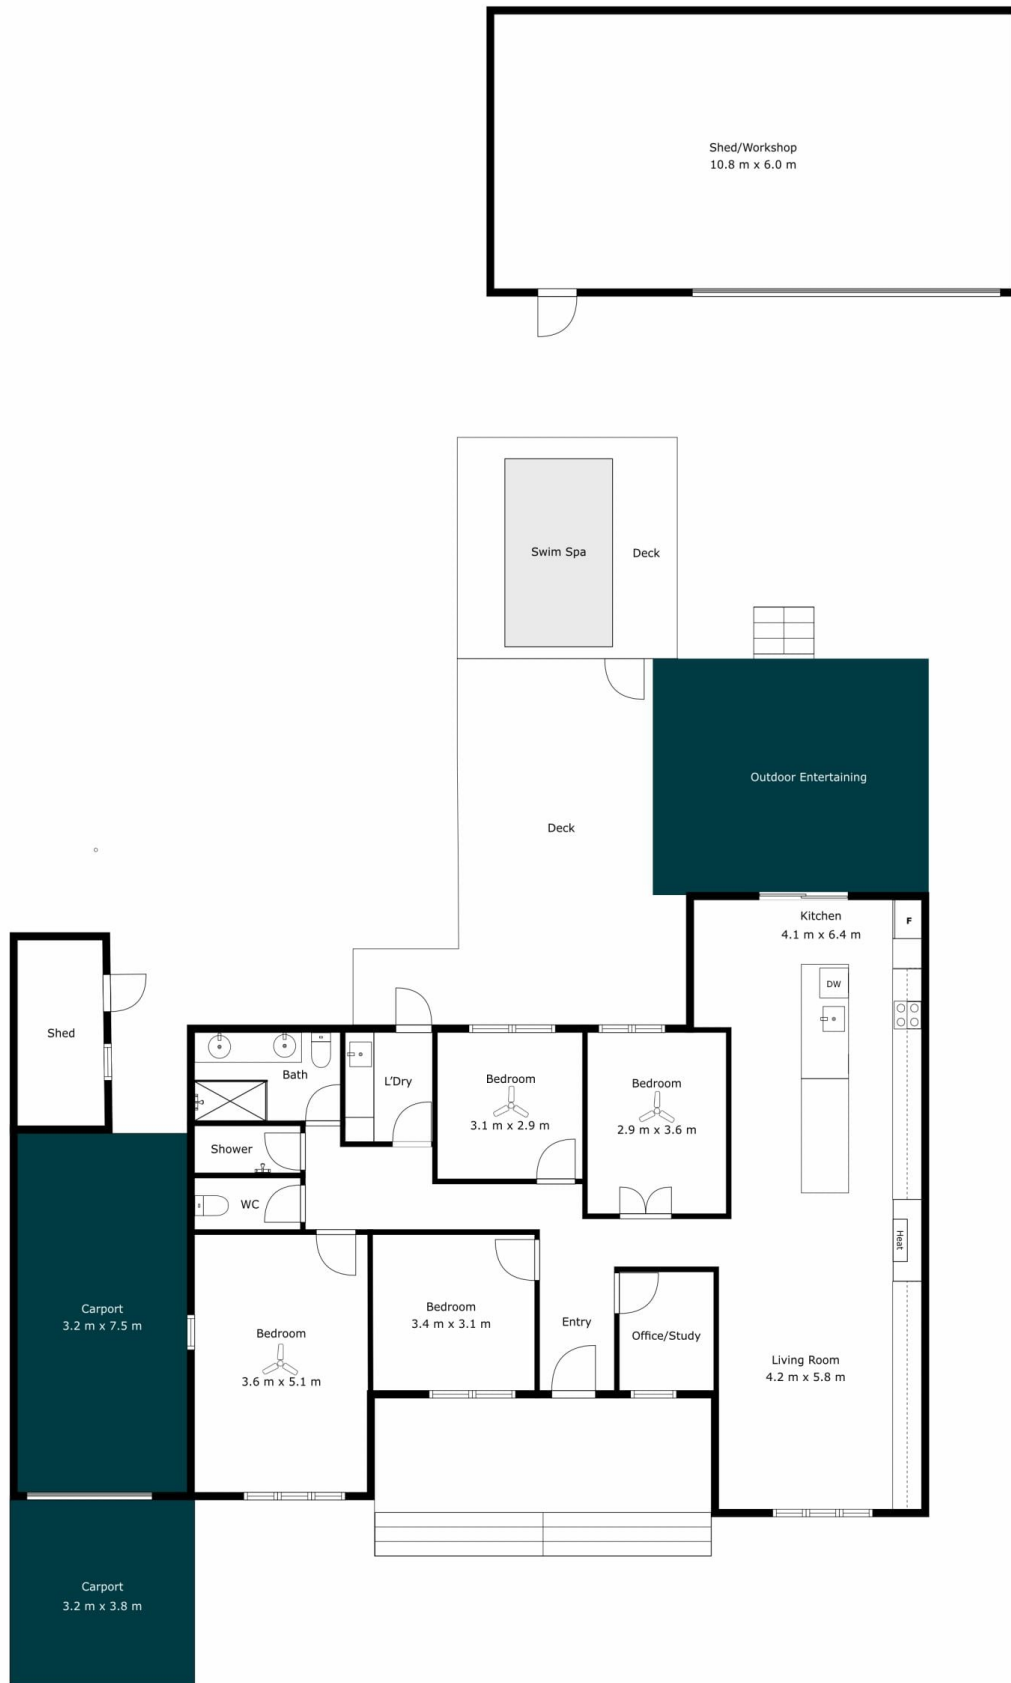 Shed/Workshop
10.8 m x 6.0 m
Swim Spa
Deck
Outdoor Entertaining
Deck
Kitchen
4.1 m x 6.4 m
F
DW
Shed
Bath
L'Dry
Bedroom
3.1 m x 2.9 m
Bedroom
2.9 m x 3.6 m
Shower
WC
Heat
Carport
3.2 m x 7.5 m
Bedroom
3.6 m x 5.1 m
Bedroom
3.4 m x 3.1 m
Entry
Office/Study
Living Room
4.2 m x 5.8 m
Carport
3.2 m x 3.8 m